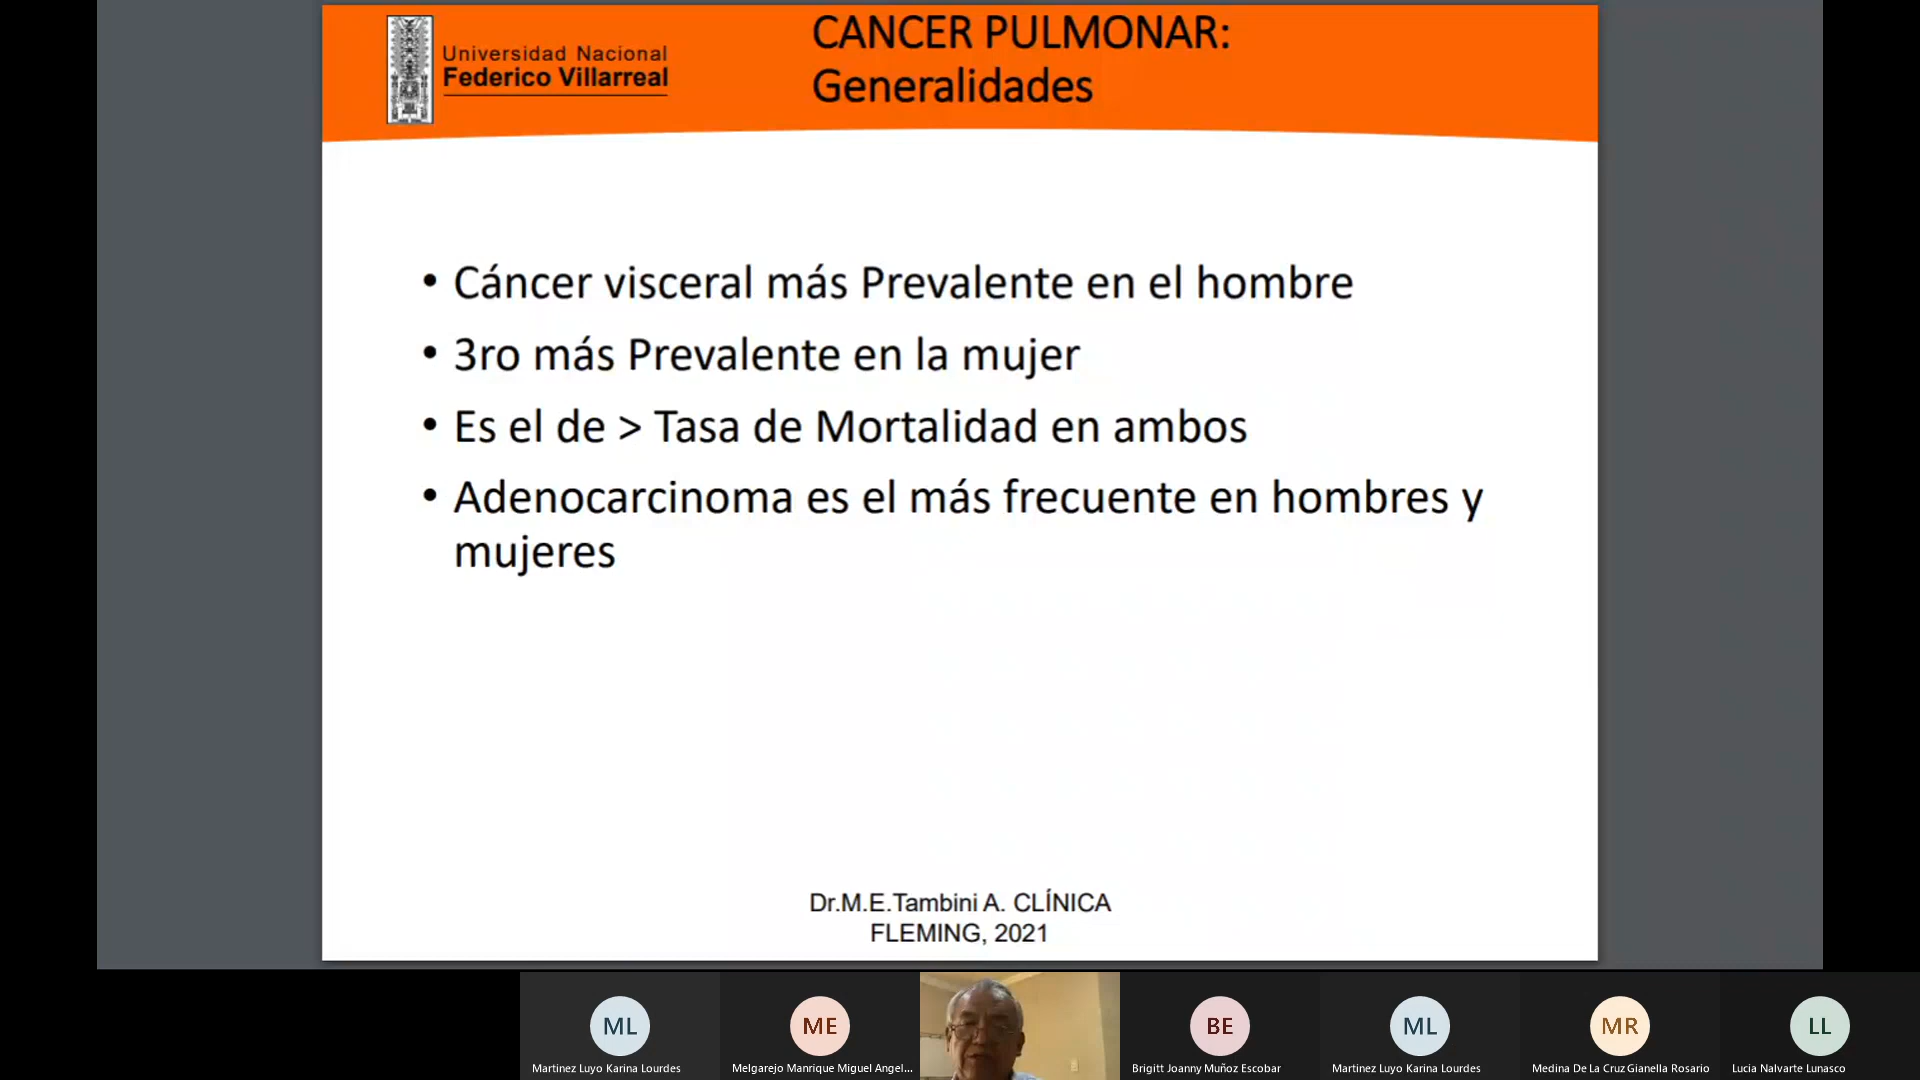 Universidad Nacional
Federico Villarreal
CANCER PULMONAR:
Generalidades
• Cáncer visceral más Prevalente en el hombre
• 3ro más Prevalente en la mujer
• Es el de > Tasa de Mortalidad en ambos
• Adenocarcinoma es el más frecuente en hombres y
mujeres
Dr.M.E.Tambini A. CLÍNICA
FLEMING, 2021
ML
ME
BE
ML
MR
LL
Martinez Luyo Karina Lourdes
Melgarejo Manrique Miguel Angel...
Brigitt Joanny Muñoz Escobar
Martinez Luyo Karina Lourdes
Medina De La Cruz Gianella Rosario
Lucia Nalvarte Lunasco